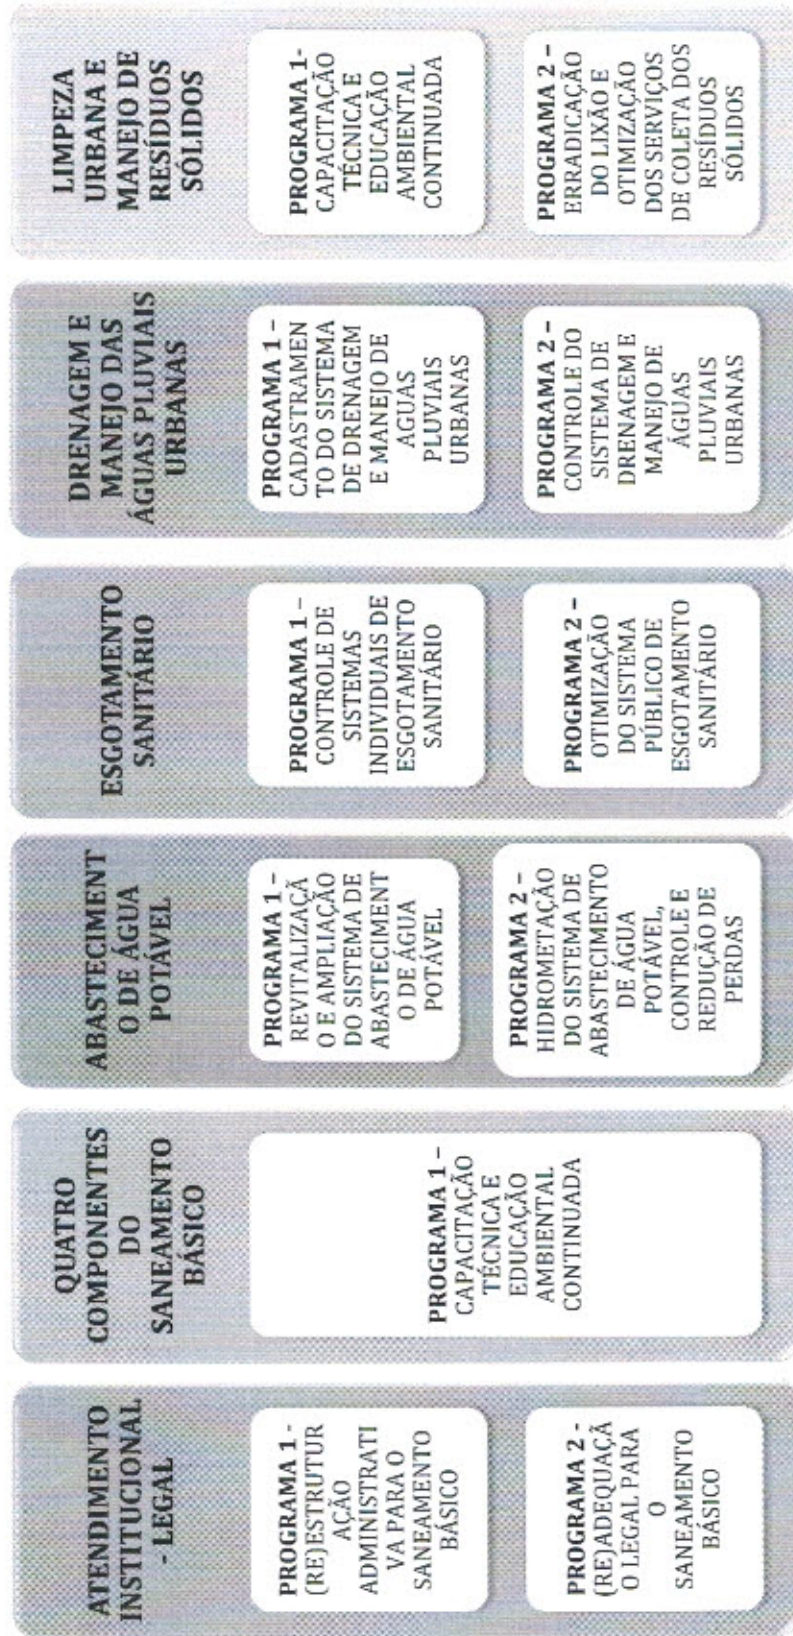 ATENDIMENTO
INSTITUCIONAL
- LEGAL
PROGRAMA 1 -
(RE)ESTRUTUR
AÇÃO
ADMINISTRATI
VA PARA O
SANEAMENTO
BÁSICO
PROGRAMA 2 -
(RE)ADEQUAÇÃ
O LEGAL PARA
O
SANEAMENTO
BÁSICO
QUATRO
COMPONENTES
DO
SANEAMENTO
BÁSICO
PROGRAMA 1 –
CAPACITAÇÃO
TÉCNICA E
EDUCAÇÃO
AMBIENTAL
CONTINUADA
ABASTECIMENT
O DE ÁGUA
POTÁVEL
PROGRAMA 1 –
REVITALIZAÇÃ
O E AMPLIAÇÃO
DO SISTEMA DE
ABASTECIMENT
O DE ÁGUA
POTÁVEL
PROGRAMA 2 –
HIDROMETAÇÃO
DO SISTEMA DE
ABASTECIMENTO
DE ÁGUA
POTÁVEL,
CONTROLE E
REDUÇÃO DE
PERDAS
ESGOTAMENTO
SANITÁRIO
PROGRAMA 1 –
CONTROLE DE
SISTEMAS
INDIVIDUAIS DE
ESGOTAMENTO
SANITÁRIO
PROGRAMA 2 –
OTIMIZAÇÃO
DO SISTEMA
PÚBLICO DE
ESGOTAMENTO
SANITÁRIO
DRENAGEM E
MANEJO DAS
ÁGUAS PLUVIAIS
URBANAS
PROGRAMA 1 –
CADASTRAMEN
TO DO SISTEMA
DE DRENAGEM
E MANEJO DE
AGUAS
PLUVIAIS
URBANAS
PROGRAMA 2 –
CONTROLE DO
SISTEMA DE
DRENAGEM E
MANEJO DE
ÁGUAS
PLUVIAIS
URBANAS
LIMPEZA
URBANA E
MANEJO DE
RESÍDUOS
SÓLIDOS
PROGRAMA 1-
CAPACITAÇÃO
TÉCNICA E
EDUCAÇÃO
AMBIENTAL
CONTINUADA
PROGRAMA 2 –
ERRADICAÇÃO
DO LIXÃO E
OTIMIZAÇÃO
DOS SERVIÇOS
DE COLETA DOS
RESÍDUOS
SÓLIDOS